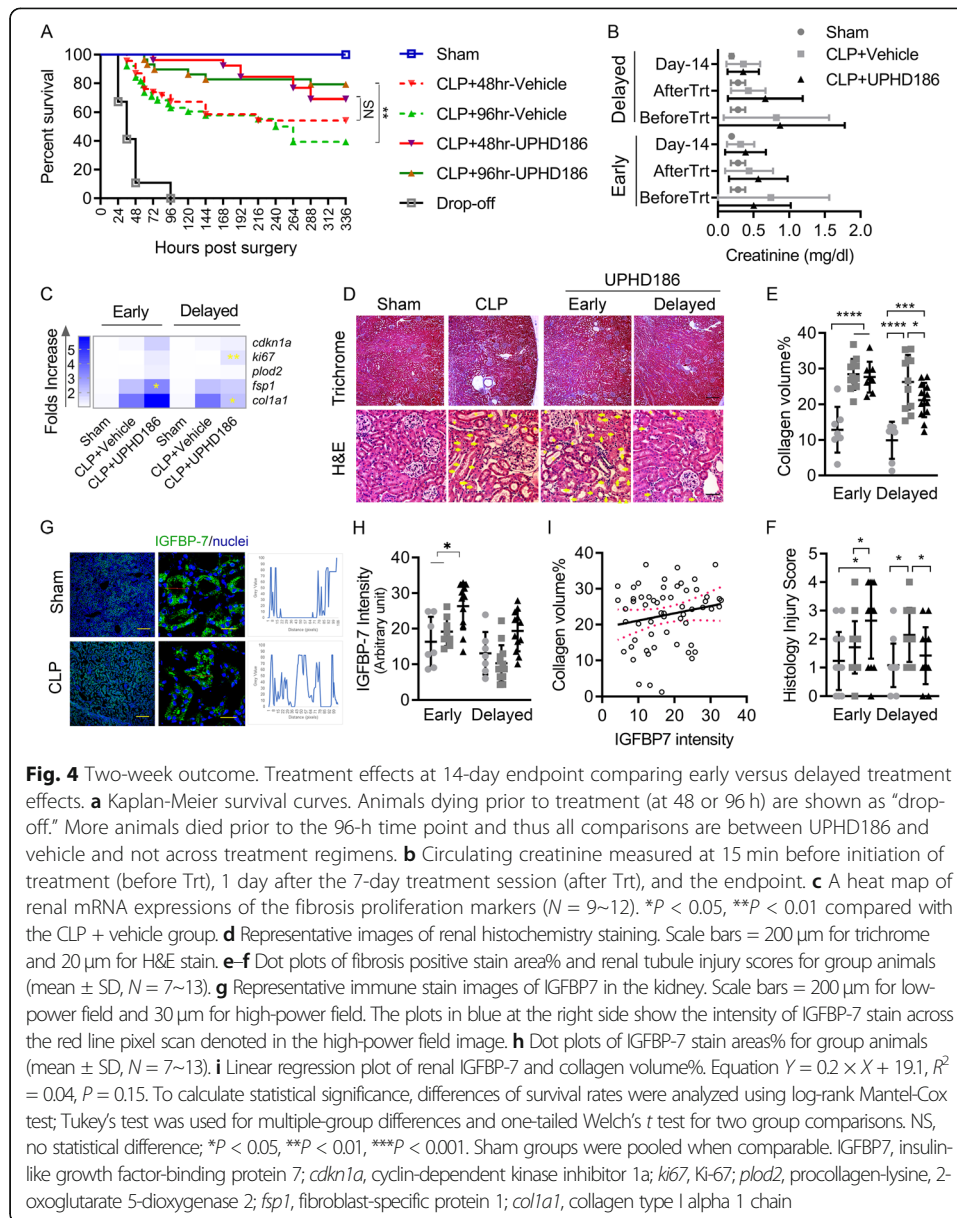 A
Percent survival
100
80
60
40
20
0
0 24 48 72 96 120 144 168 192 216 240 264 288 312 336
Hours post surgery
NS
**
Sham
CLP+48hr-Vehicle
CLP+96hr-Vehicle
CLP+48hr-UPHD186
CLP+96hr-UPHD186
Drop-off
B
Sham
CLP+Vehicle
CLP+UPHD186
Delayed
Day-14
AfterTrt
BeforeTrt
Early
Day-14
AfterTrt
BeforeTrt
0.0 0.5 1.0 1.5 2.0
Creatinine (mg/dl)
C
Early Delayed
Folds Increase
5
4
3
2
cdkn1a
ki67
**
plod2
fsp1
*
col1a1
*
Sham
CLP+Vehicle
CLP+UPHD186
Sham
CLP+Vehicle
CLP+UPHD186
D
UPHD186
Sham CLP Early Delayed
Trichrome
H&E
E
Collagen volume%
40
30
20
10
0
****
***
**** *
Early Delayed
G
IGFBP-7/nuclei
Sham
CLP
Gray Value
Distance (pixels)
Gray Value
Distance (pixels)
H
IGFBP-7 Intensity
(Arbitrary unit)
40
30
20
10
0
*
Early Delayed
I
Collagen volume%
40
30
20
10
0
0 10 20 30 40
IGFBP7 intensity
F
Histology Injury Score
5
4
3
2
1
0
*
*
* *
Early Delayed
Fig. 4 Two-week outcome. Treatment effects at 14-day endpoint comparing early versus delayed treatment
effects. a Kaplan-Meier survival curves. Animals dying prior to treatment (at 48 or 96 h) are shown as “drop-
off.” More animals died prior to the 96-h time point and thus all comparisons are between UPHD186 and
vehicle and not across treatment regimens. b Circulating creatinine measured at 15 min before initiation of
treatment (before Trt), 1 day after the 7-day treatment session (after Trt), and the endpoint. c A heat map of
renal mRNA expressions of the fibrosis proliferation markers (N = 9~12). *P < 0.05, **P < 0.01 compared with
the CLP + vehicle group. d Representative images of renal histochemistry staining. Scale bars = 200 μm for trichrome
and 20 μm for H&E stain. e–f Dot plots of fibrosis positive stain area% and renal tubule injury scores for group animals
(mean ± SD, N = 7~13). g Representative immune stain images of IGFBP7 in the kidney. Scale bars = 200 μm for low-
power field and 30 μm for high-power field. The plots in blue at the right side show the intensity of IGFBP-7 stain across
the red line pixel scan denoted in the high-power field image. h Dot plots of IGFBP-7 stain areas% for group animals
(mean ± SD, N = 7~13). i Linear regression plot of renal IGFBP-7 and collagen volume%. Equation Y = 0.2 × X + 19.1, R²
= 0.04, P = 0.15. To calculate statistical significance, differences of survival rates were analyzed using log-rank Mantel-Cox
test; Tukey’s test was used for multiple-group differences and one-tailed Welch’s t test for two group comparisons. NS,
no statistical difference; *P < 0.05, **P < 0.01, ***P < 0.001. Sham groups were pooled when comparable. IGFBP7, insulin-
like growth factor-binding protein 7; cdkn1a, cyclin-dependent kinase inhibitor 1a; ki67, Ki-67; plod2, procollagen-lysine, 2-
oxoglutarate 5-dioxygenase 2; fsp1, fibroblast-specific protein 1; col1a1, collagen type I alpha 1 chain